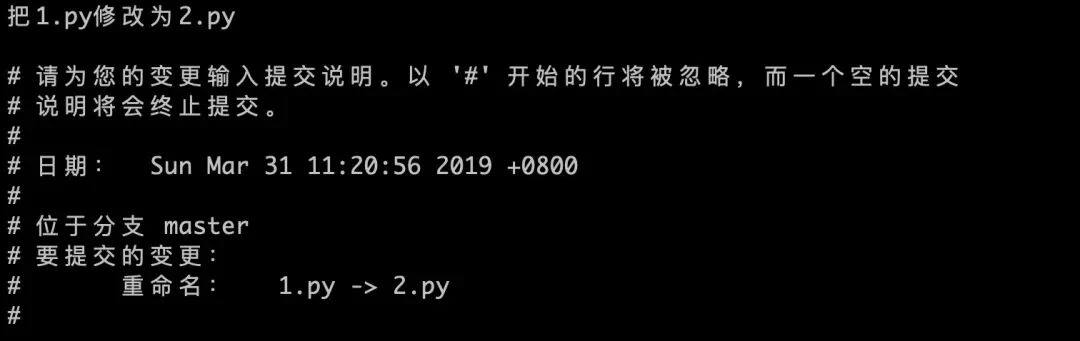 把1.py修改为2.py
# 请为您的变更输入提交说明。以 '#' 开始的行将被忽略，而一个空的提交
# 说明将会终止提交。
#
# 日期：  Sun Mar 31 11:20:56 2019 +0800
#
# 位于分支 master
# 要提交的变更：
#       重命名：   1.py -> 2.py
#